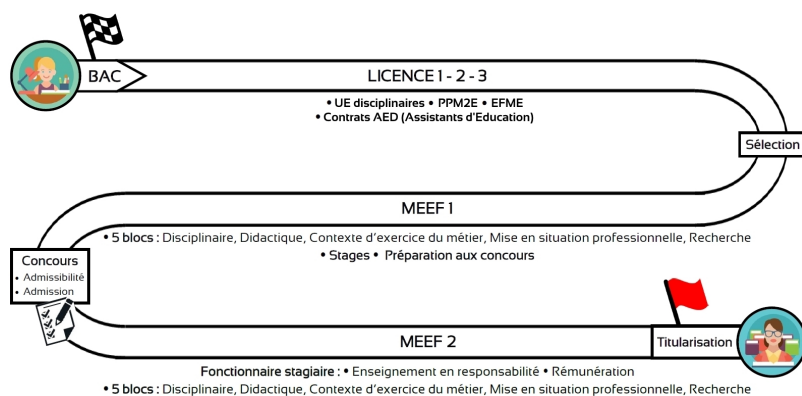 BAC
LICENCE 1 - 2 - 3
• UE disciplinaires • PPM2E • EFME
• Contrats AED (Assistants d'Education)
Sélection
MEEF 1
• 5 blocs : Disciplinaire, Didactique, Contexte d'exercice du métier, Mise en situation professionnelle, Recherche
• Stages • Préparation aux concours
Concours
• Admissibilité
• Admission
MEEF 2
Titularisation
Fonctionnaire stagiaire : • Enseignement en responsabilité • Rémunération
• 5 blocs : Disciplinaire, Didactique, Contexte d'exercice du métier, Mise en situation professionnelle, Recherche